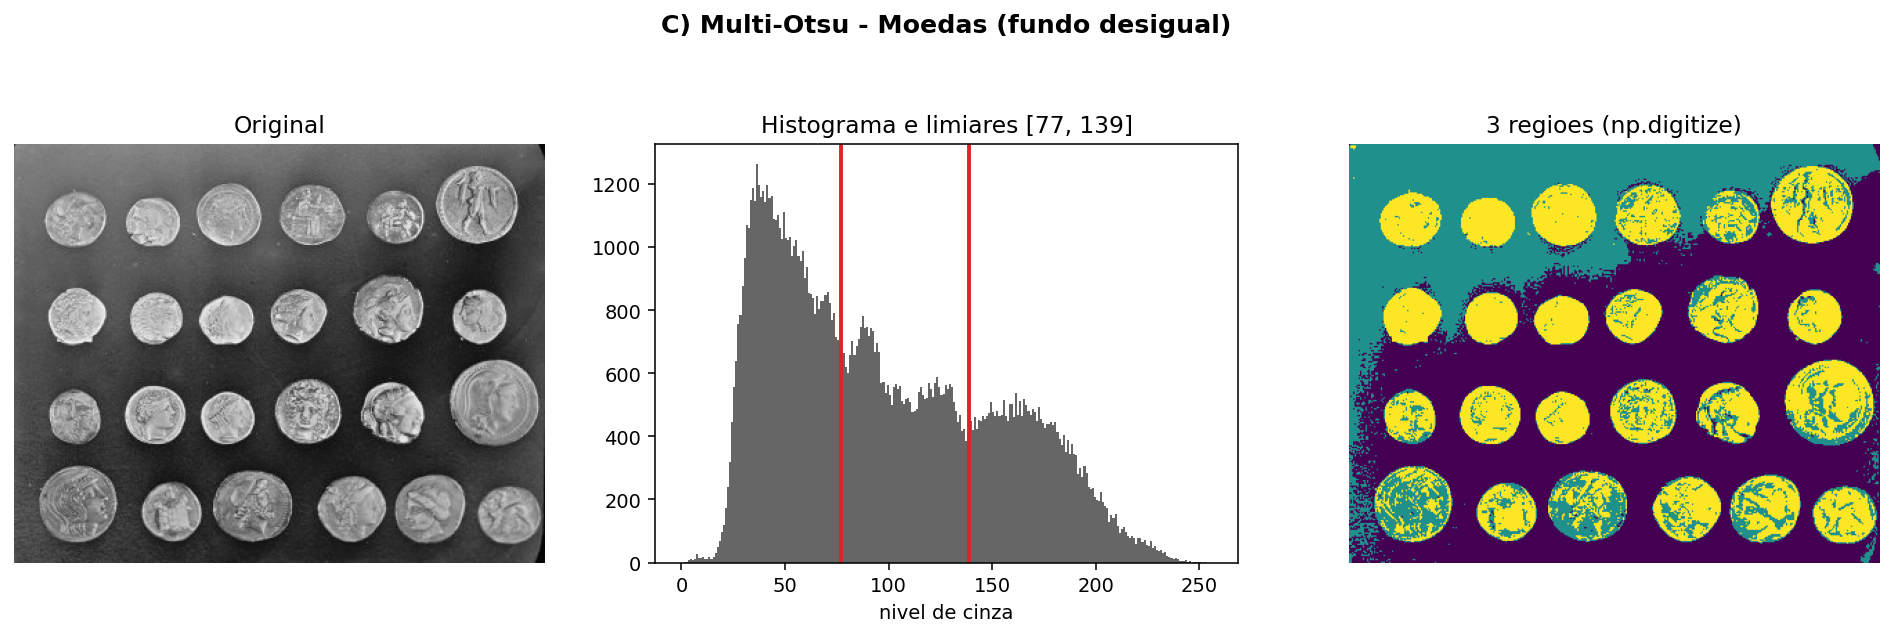 C) Multi-Otsu - Moedas (fundo desigual)
Original
Histograma e limiares [77, 139]
3 regioes (np.digitize)
1200
1000
800
600
400
200
0
0 50 100 150 200 250
nivel de cinza